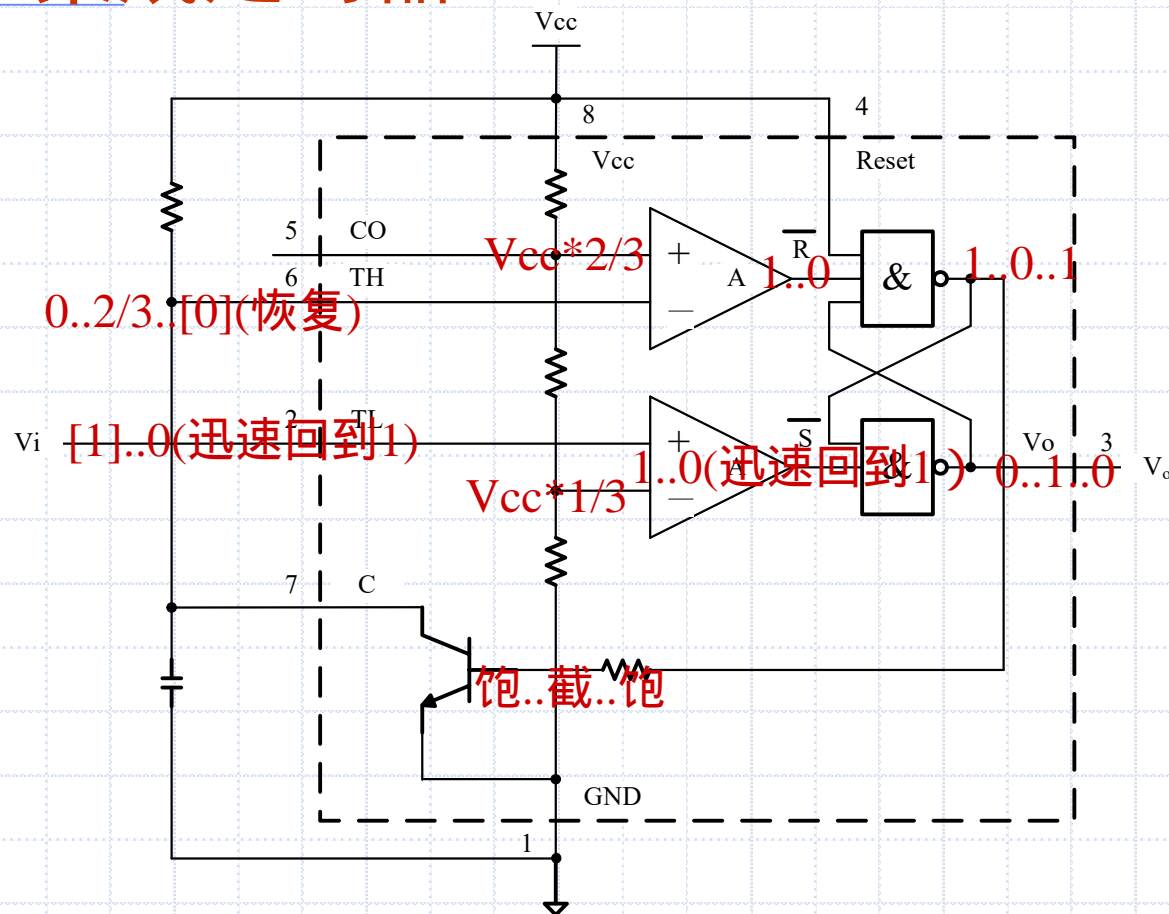 Vcc
8
4
Vcc
Reset
5
CO
Vcc*2/3
+
A
R
1..0
&
1..0..1
6
TH
—
0..2/3..[0](恢复)
2
TL
Vi
[1]..0(迅速回到1)
+
A
S
1..0(迅速回到1)
&
Vo
3
0..1..0
Vo
Vcc*1/3
—
7
C
饱..截..饱
GND
1